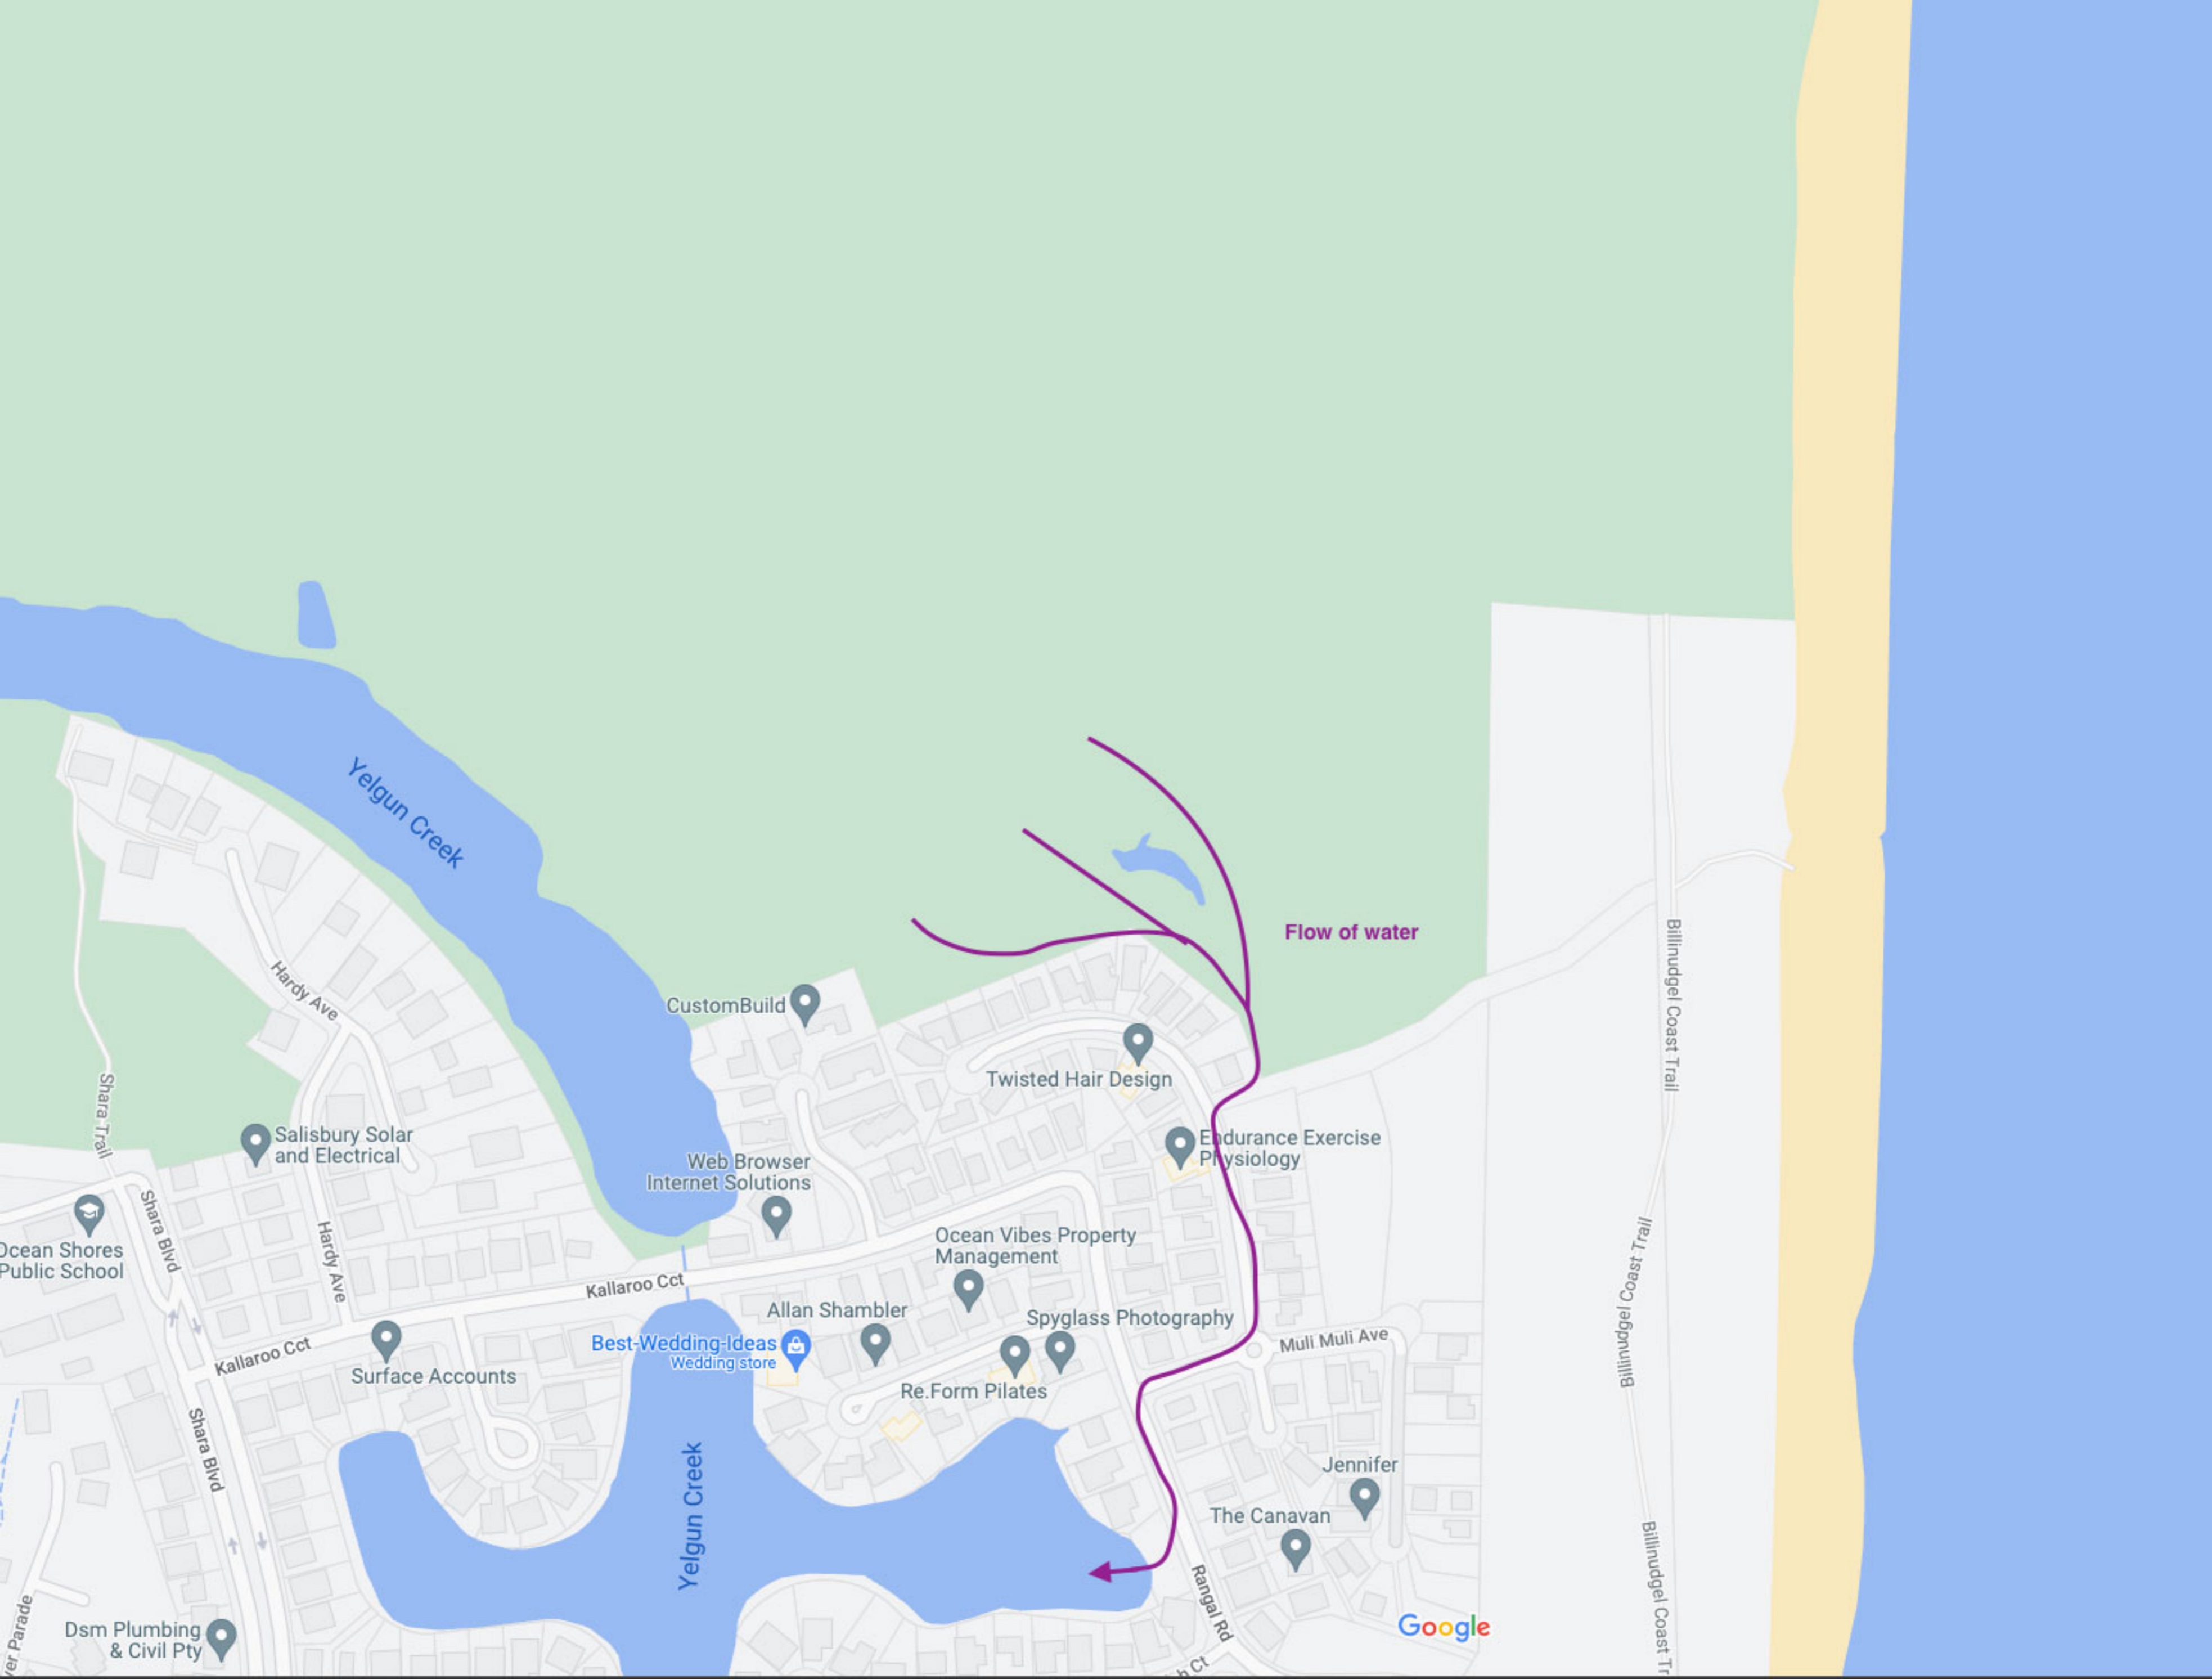 Yelgun Creek
Flow of water
Billinudgel Coast Trail
Hardy Ave
CustomBuild
Twisted Hair Design
Shara Trail
Salisbury Solar
and Electrical
Endurance Exercise
Physiology
Web Browser
Internet Solutions
Shara Blvd
Ocean Shores
Public School
Hardy Ave
Ocean Vibes Property
Management
Kallaroo Cct
Billinudgel Coast Trail
Allan Shambler
Spyglass Photography
Best-Wedding-Ideas
Wedding store
Muli Muli Ave
Kallaroo Cct
Surface Accounts
Re.Form Pilates
Shara Blvd
Yelgun Creek
Jennifer
The Canavan
Rangal Rd
Billinudgel Coast Tr
Dsm Plumbing
& Civil Pty
er Parade
Google
h Ct